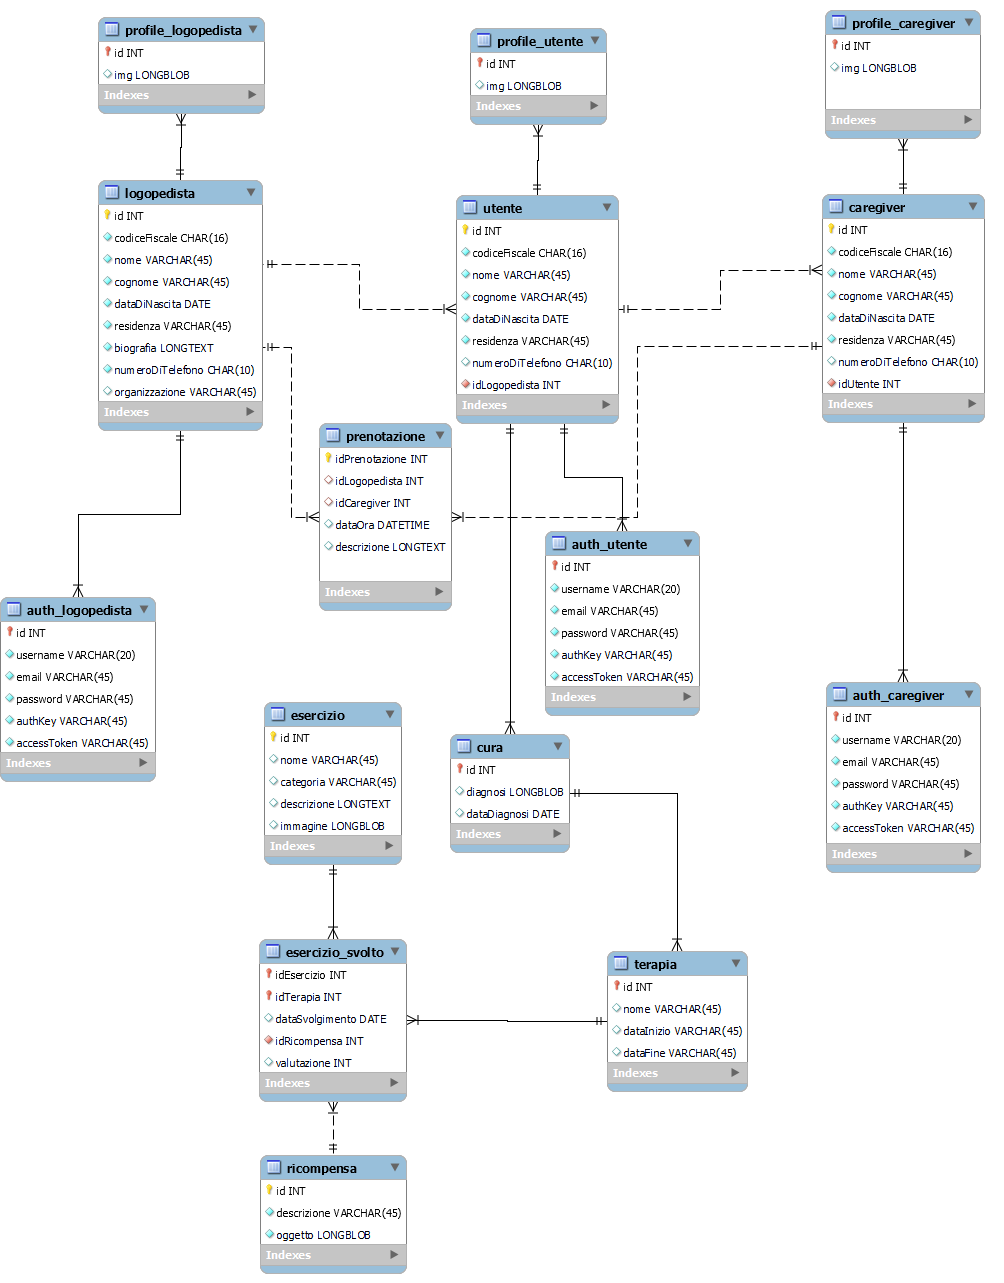 profile_logopedista
id INT
img LONGBLOB
Indexes
profile_utente
id INT
img LONGBLOB
Indexes
profile_caregiver
id INT
img LONGBLOB
Indexes
logopedista
id INT
codiceFiscale CHAR(16)
nome VARCHAR(45)
cognome VARCHAR(45)
dataDiNascita DATE
residenza VARCHAR(45)
biografia LONGTEXT
numeroDiTelefono CHAR(10)
organizzazione VARCHAR(45)
Indexes
utente
id INT
codiceFiscale CHAR(16)
nome VARCHAR(45)
cognome VARCHAR(45)
dataDiNascita DATE
residenza VARCHAR(45)
numeroDiTelefono CHAR(10)
idLogopedista INT
Indexes
caregiver
id INT
codiceFiscale CHAR(16)
nome VARCHAR(45)
cognome VARCHAR(45)
dataDiNascita DATE
residenza VARCHAR(45)
numeroDiTelefono CHAR(10)
idUtente INT
Indexes
prenotazione
idPrenotazione INT
idLogopedista INT
idCaregiver INT
dataOra DATETIME
descrizione LONGTEXT
Indexes
auth_utente
id INT
username VARCHAR(20)
email VARCHAR(45)
password VARCHAR(45)
authKey VARCHAR(45)
accessToken VARCHAR(45)
Indexes
auth_logopedista
id INT
username VARCHAR(20)
email VARCHAR(45)
password VARCHAR(45)
authKey VARCHAR(45)
accessToken VARCHAR(45)
Indexes
auth_caregiver
id INT
username VARCHAR(20)
email VARCHAR(45)
password VARCHAR(45)
authKey VARCHAR(45)
accessToken VARCHAR(45)
Indexes
esercizio
id INT
nome VARCHAR(45)
categoria VARCHAR(45)
descrizione LONGTEXT
immagine LONGBLOB
Indexes
cura
id INT
diagnosi LONGBLOB
dataDiagnosi DATE
Indexes
esercizio_svolto
idEsercizio INT
idTerapia INT
dataSvolgimento DATE
idRicompensa INT
valutazione INT
Indexes
terapia
id INT
nome VARCHAR(45)
dataInizio VARCHAR(45)
dataFine VARCHAR(45)
Indexes
ricompensa
id INT
descrizione VARCHAR(45)
oggetto LONGBLOB
Indexes